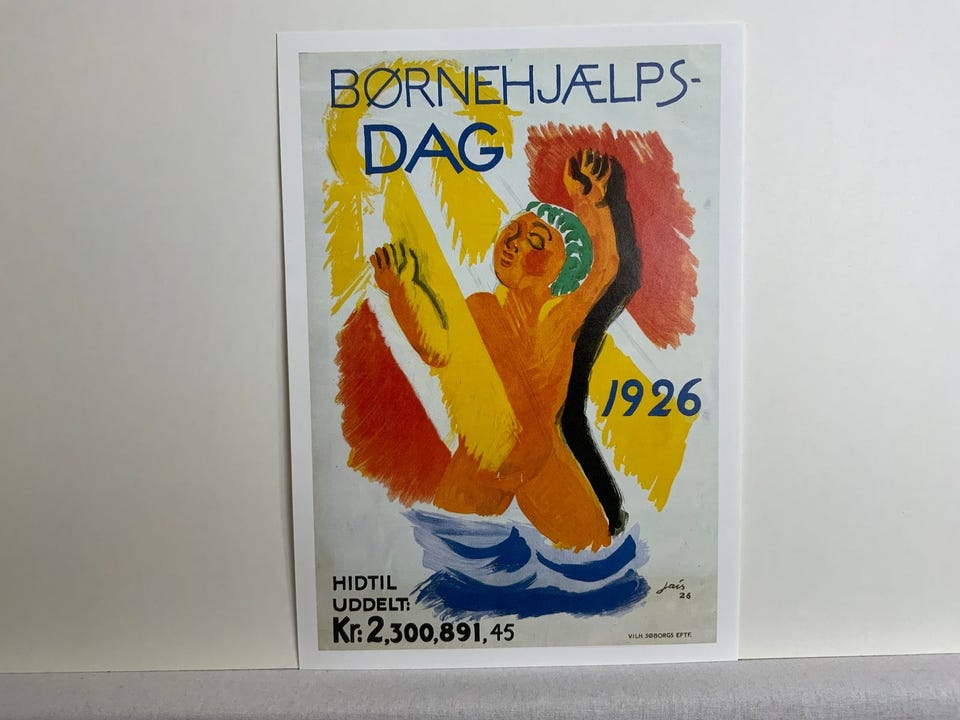 BØRNEHJÆLPS-
DAG
1926
HIDTIL
UDDELT:
Kr: 2,300,891,45
Jais
26
VILH. SØBORGS EFTF.